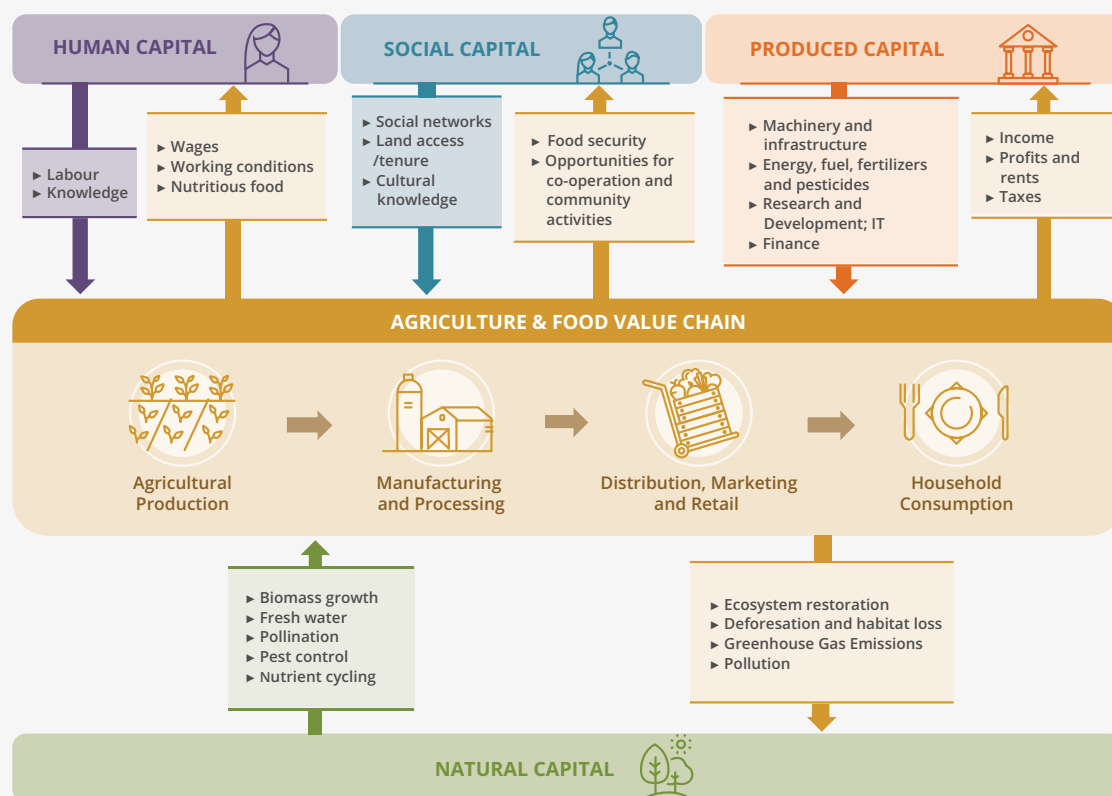 HUMAN CAPITAL
SOCIAL CAPITAL
PRODUCED CAPITAL
► Labour
► Knowledge
► Wages
► Working conditions
► Nutritious food
► Social networks
► Land access
/tenure
► Cultural
knowledge
► Food security
► Opportunities for
co-operation and
community
activities
► Machinery and
infrastructure
► Energy, fuel, fertilizers
and pesticides
► Research and
Development; IT
► Finance
► Income
► Profits and
rents
► Taxes
AGRICULTURE & FOOD VALUE CHAIN
Agricultural
Production
Manufacturing
and Processing
Distribution, Marketing
and Retail
Household
Consumption
► Biomass growth
► Fresh water
► Pollination
► Pest control
► Nutrient cycling
► Ecosystem restoration
► Deforesation and habitat loss
► Greenhouse Gas Emissions
► Pollution
NATURAL CAPITAL